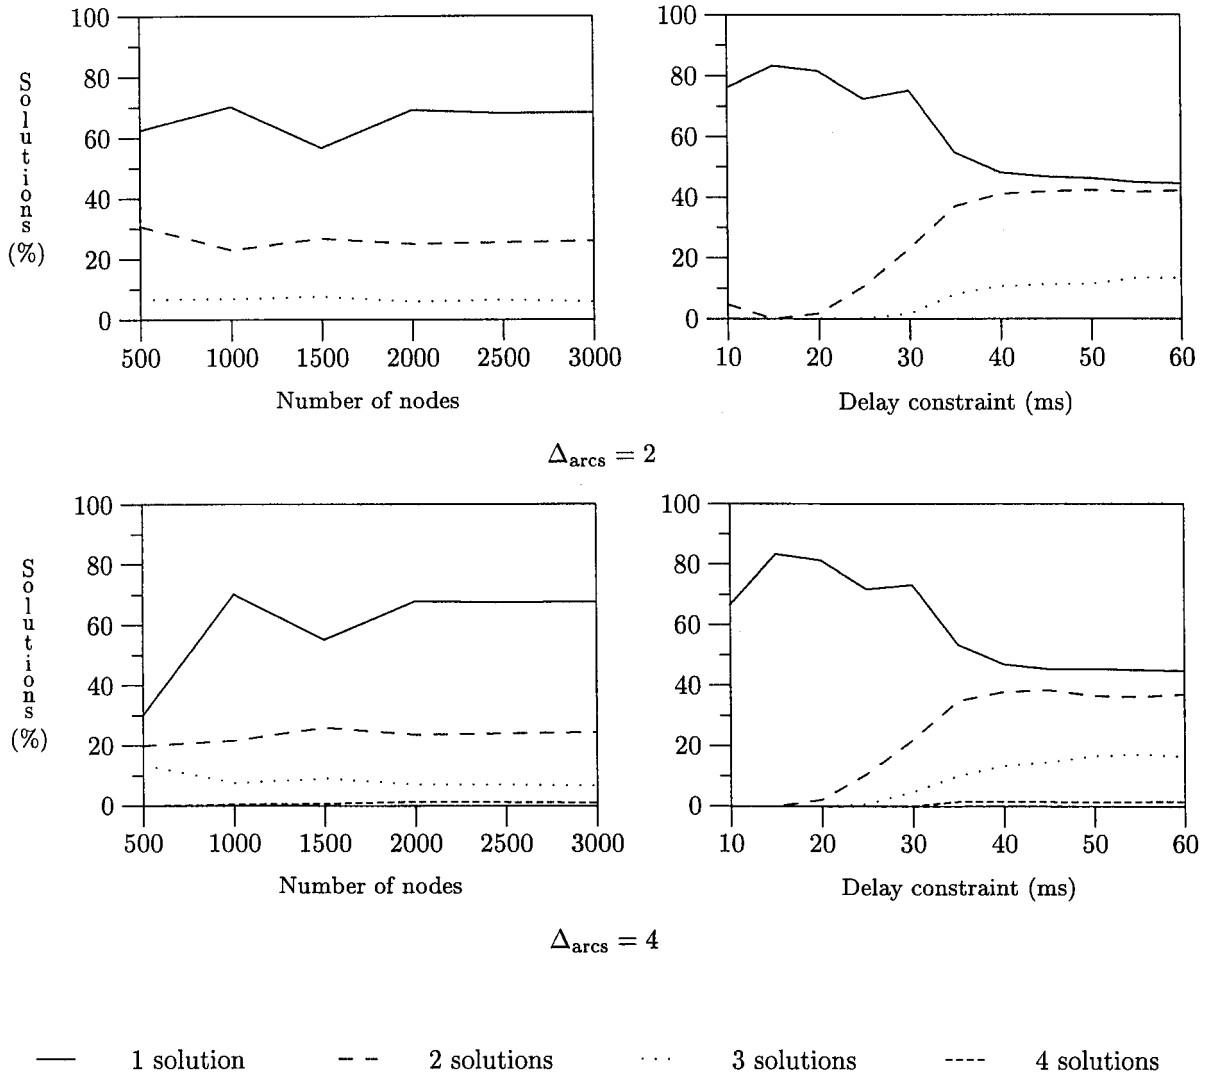 100
80
60
40
20
0
Solutions
(%)
500 1000 1500 2000 2500 3000
Number of nodes
100
80
60
40
20
0
10 20 30 40 50 60
Delay constraint (ms)
Δarcs = 2
100
80
60
40
20
0
Solutions
(%)
500 1000 1500 2000 2500 3000
Number of nodes
100
80
60
40
20
0
10 20 30 40 50 60
Delay constraint (ms)
Δarcs = 4
1 solution 2 solutions 3 solutions 4 solutions